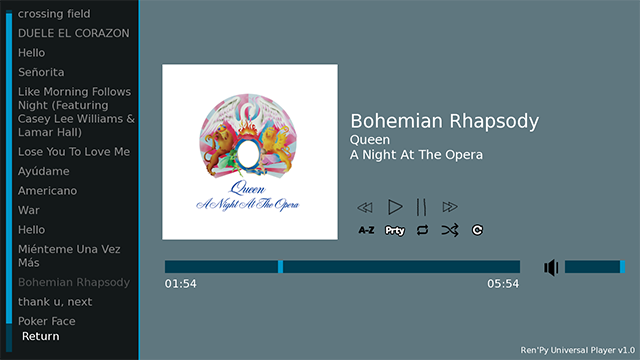 crossing field
DUELE EL CORAZON
Hello
Señorita
Like Morning Follows
Night (Featuring
Casey Lee Williams &
Lamar Hall)
Lose You To Love Me
Ayúdame
Americano
War
Hello
Miénteme Una Vez
Más
Bohemian Rhapsody
thank u, next
Poker Face
Return
Queen
A Night At The Opera
Bohemian Rhapsody
Queen
A Night At The Opera
A-Z
Prty
01:54
05:54
Ren'Py Universal Player v1.0